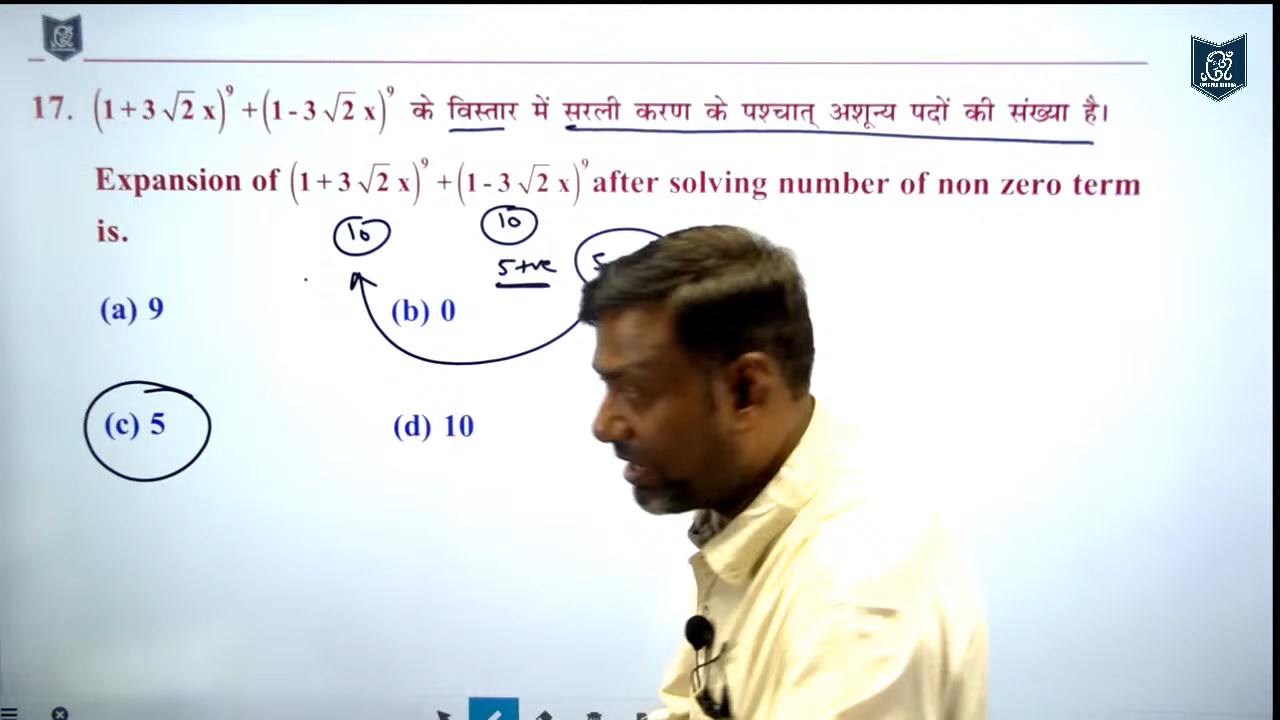 17. (1 + 3 √2 x)⁹ + (1 - 3 √2 x)⁹ के विस्तार में सरली करण के पश्चात् अशून्य पदों की संख्या है।
Expansion of (1 + 3 √2 x)⁹ + (1 - 3 √2 x)⁹ after solving number of non zero term
is.
10 10
5+ve 5
(a) 9 (b) 0
(c) 5 (d) 10